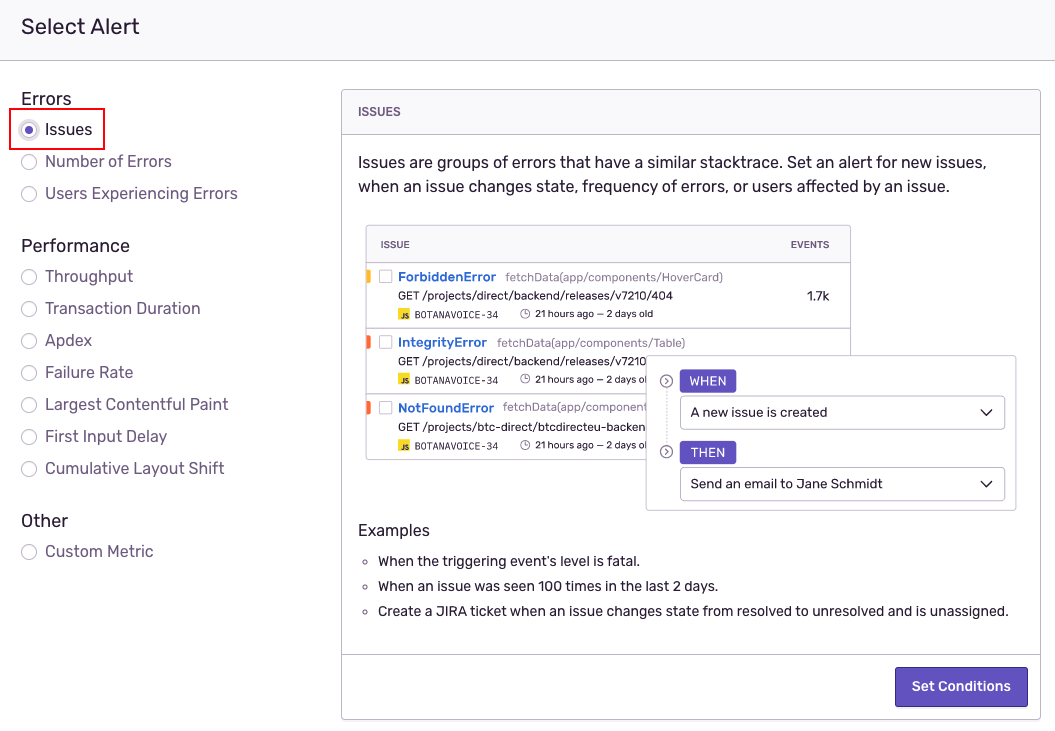 Select Alert
Errors
Issues
Number of Errors
Users Experiencing Errors
Performance
Throughput
Transaction Duration
Apdex
Failure Rate
Largest Contentful Paint
First Input Delay
Cumulative Layout Shift
Other
Custom Metric
ISSUES
Issues are groups of errors that have a similar stacktrace. Set an alert for new issues,
when an issue changes state, frequency of errors, or users affected by an issue.
ISSUE EVENTS
ForbiddenError fetchData(app/components/HoverCard)
GET /projects/direct/backend/releases/v7210/404 1.7k
JS BOTANAVOICE-34 21 hours ago — 2 days old
IntegrityError fetchData(app/components/Table)
GET /projects/direct/backend/releases/v7210
JS BOTANAVOICE-34 21 hours ago — 2 days ol
NotFoundError fetchData(app/component
GET /projects/btc-direct/btcdirecteu-backen
JS BOTANAVOICE-34 21 hours ago — 2 days ol
WHEN
A new issue is created
THEN
Send an email to Jane Schmidt
Examples
When the triggering event's level is fatal.
When an issue was seen 100 times in the last 2 days.
Create a JIRA ticket when an issue changes state from resolved to unresolved and is unassigned.
Set Conditions